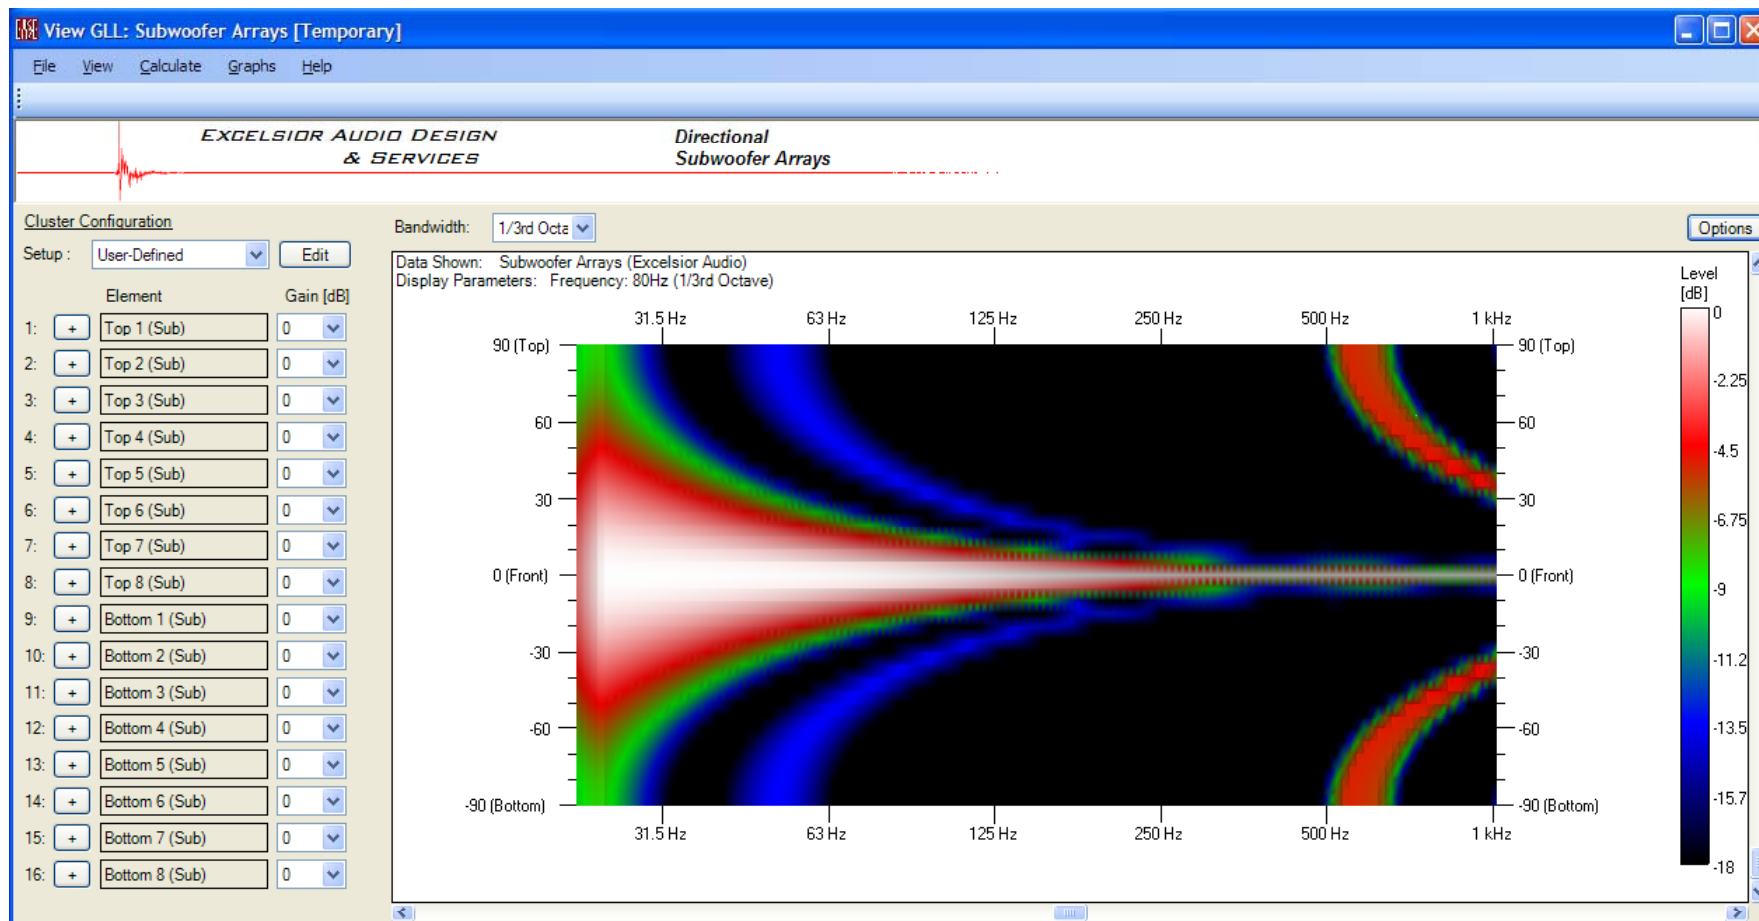 EASE View GLL: Subwoofer Arrays [Temporary]
File View Calculate Graphs Help
EXCELSIOR AUDIO DESIGN
& SERVICES
Directional
Subwoofer Arrays
Cluster Configuration
Setup : User-Defined Edit
Element Gain [dB]
1: + Top 1 (Sub) 0
2: + Top 2 (Sub) 0
3: + Top 3 (Sub) 0
4: + Top 4 (Sub) 0
5: + Top 5 (Sub) 0
6: + Top 6 (Sub) 0
7: + Top 7 (Sub) 0
8: + Top 8 (Sub) 0
9: + Bottom 1 (Sub) 0
10: + Bottom 2 (Sub) 0
11: + Bottom 3 (Sub) 0
12: + Bottom 4 (Sub) 0
13: + Bottom 5 (Sub) 0
14: + Bottom 6 (Sub) 0
15: + Bottom 7 (Sub) 0
16: + Bottom 8 (Sub) 0
Bandwidth: 1/3rd Octa
Options
Data Shown: Subwoofer Arrays (Excelsior Audio)
Display Parameters: Frequency: 80Hz (1/3rd Octave)
31.5 Hz 63 Hz 125 Hz 250 Hz 500 Hz 1 kHz
90 (Top) 90 (Top)
60 60
30 30
0 (Front) 0 (Front)
-30 -30
-60 -60
-90 (Bottom) -90 (Bottom)
31.5 Hz 63 Hz 125 Hz 250 Hz 500 Hz 1 kHz
Level
[dB]
0
-2.25
-4.5
-6.75
-9
-11.2
-13.5
-15.7
-18